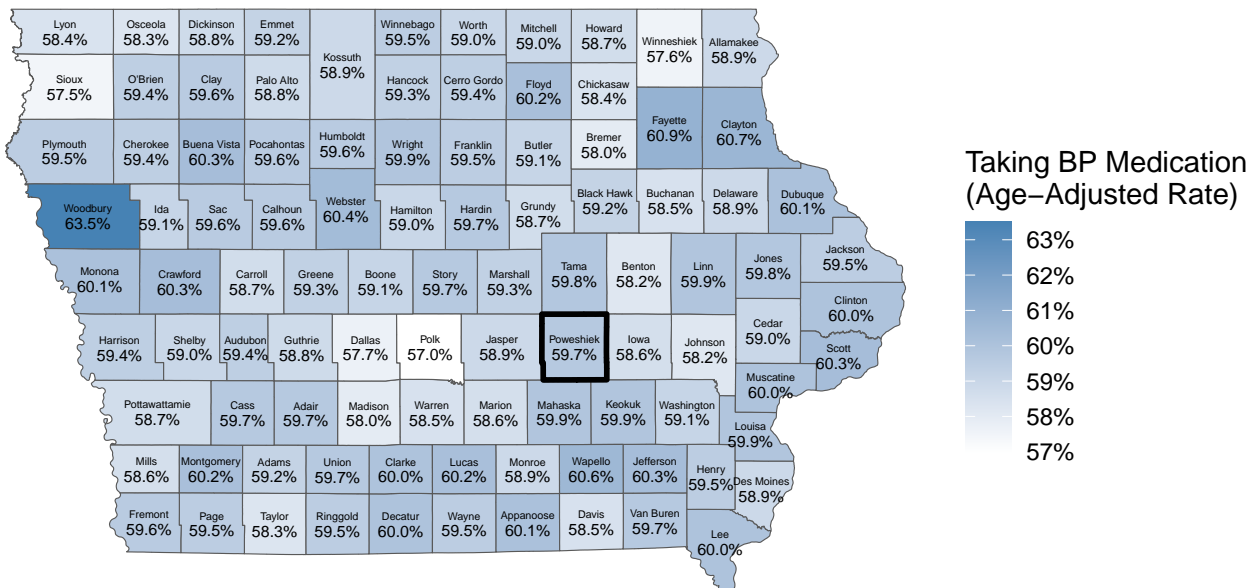 Lyon
58.4%
Osceola
58.3%
Dickinson
58.8%
Emmet
59.2%
Kossuth
58.9%
Winnebago
59.5%
Worth
59.0%
Mitchell
59.0%
Howard
58.7%
Winneshiek
57.6%
Allamakee
58.9%
Sioux
57.5%
O'Brien
59.4%
Clay
59.6%
Palo Alto
58.8%
Hancock
59.3%
Cerro Gordo
59.4%
Floyd
60.2%
Chickasaw
58.4%
Fayette
60.9%
Clayton
60.7%
Plymouth
59.5%
Cherokee
59.4%
Buena Vista
60.3%
Pocahontas
59.6%
Humboldt
59.6%
Wright
59.9%
Franklin
59.5%
Butler
59.1%
Bremer
58.0%
Woodbury
63.5%
Ida
59.1%
Sac
59.6%
Calhoun
59.6%
Webster
60.4%
Hamilton
59.0%
Hardin
59.7%
Grundy
58.7%
Black Hawk
59.2%
Buchanan
58.5%
Delaware
58.9%
Dubuque
60.1%
Monona
60.1%
Crawford
60.3%
Carroll
58.7%
Greene
59.3%
Boone
59.1%
Story
59.7%
Marshall
59.3%
Tama
59.8%
Benton
58.2%
Linn
59.9%
Jones
59.8%
Jackson
59.5%
Clinton
60.0%
Harrison
59.4%
Shelby
59.0%
Audubon
59.4%
Guthrie
58.8%
Dallas
57.7%
Polk
57.0%
Jasper
58.9%
Poweshiek
59.7%
Iowa
58.6%
Johnson
58.2%
Cedar
59.0%
Scott
60.3%
Muscatine
60.0%
Pottawattamie
58.7%
Cass
59.7%
Adair
59.7%
Madison
58.0%
Warren
58.5%
Marion
58.6%
Mahaska
59.9%
Keokuk
59.9%
Washington
59.1%
Louisa
59.9%
Mills
58.6%
Montgomery
60.2%
Adams
59.2%
Union
59.7%
Clarke
60.0%
Lucas
60.2%
Monroe
58.9%
Wapello
60.6%
Jefferson
60.3%
Henry
59.5%
Des Moines
58.9%
Fremont
59.6%
Page
59.5%
Taylor
58.3%
Ringgold
59.5%
Decatur
60.0%
Wayne
59.5%
Appanoose
60.1%
Davis
58.5%
Van Buren
59.7%
Lee
60.0%
Taking BP Medication
(Age−Adjusted Rate)
63%
62%
61%
60%
59%
58%
57%